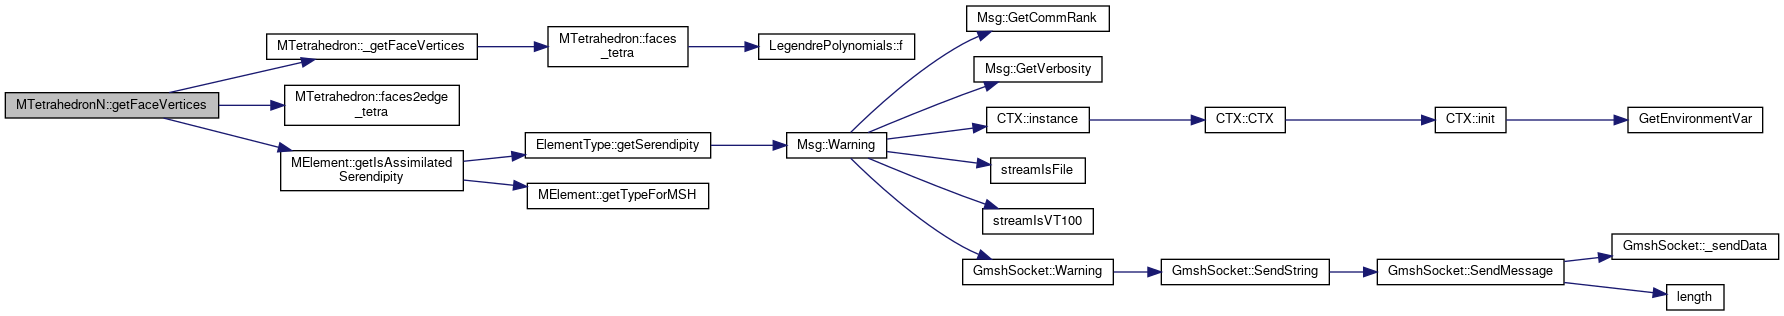 MTetrahedronN::getFaceVertices
MTetrahedron::_getFaceVertices
MTetrahedron::faces
_tetra
LegendrePolynomials::f
MTetrahedron::faces2edge
_tetra
MElement::getIsAssimilated
Serendipity
ElementType::getSerendipity
MElement::getTypeForMSH
Msg::Warning
Msg::GetCommRank
Msg::GetVerbosity
CTX::instance
CTX::CTX
CTX::init
GetEnvironmentVar
streamIsFile
streamIsVT100
GmshSocket::Warning
GmshSocket::SendString
GmshSocket::SendMessage
GmshSocket::_sendData
length